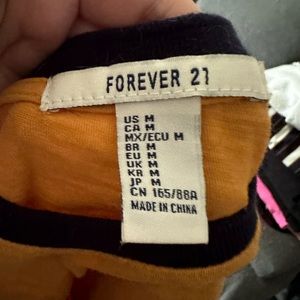 FOREVER 21
US M
CA M
MX/ECU M
BR M
EU M
UK M
KR M
JP M
CN 165/88A
MADE IN CHINA